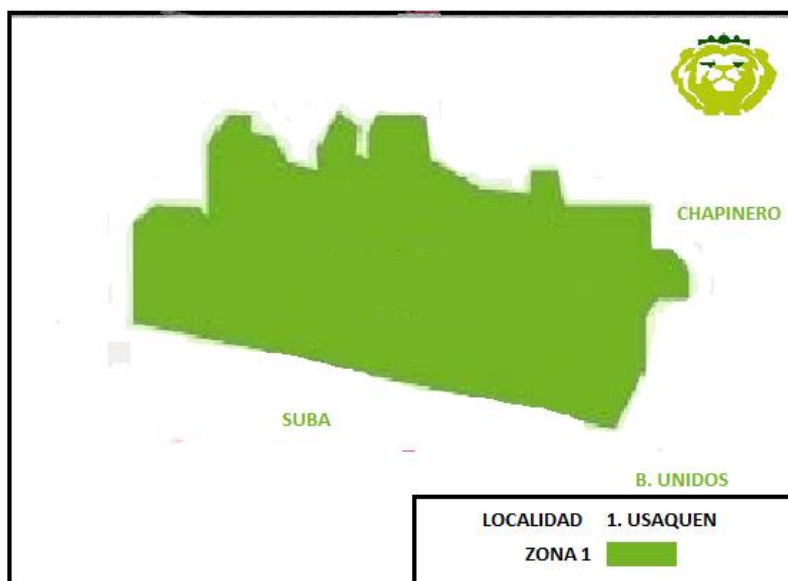 CHAPINERO
SUBA
B. UNIDOS
LOCALIDAD 1. USAQUEN
ZONA 1